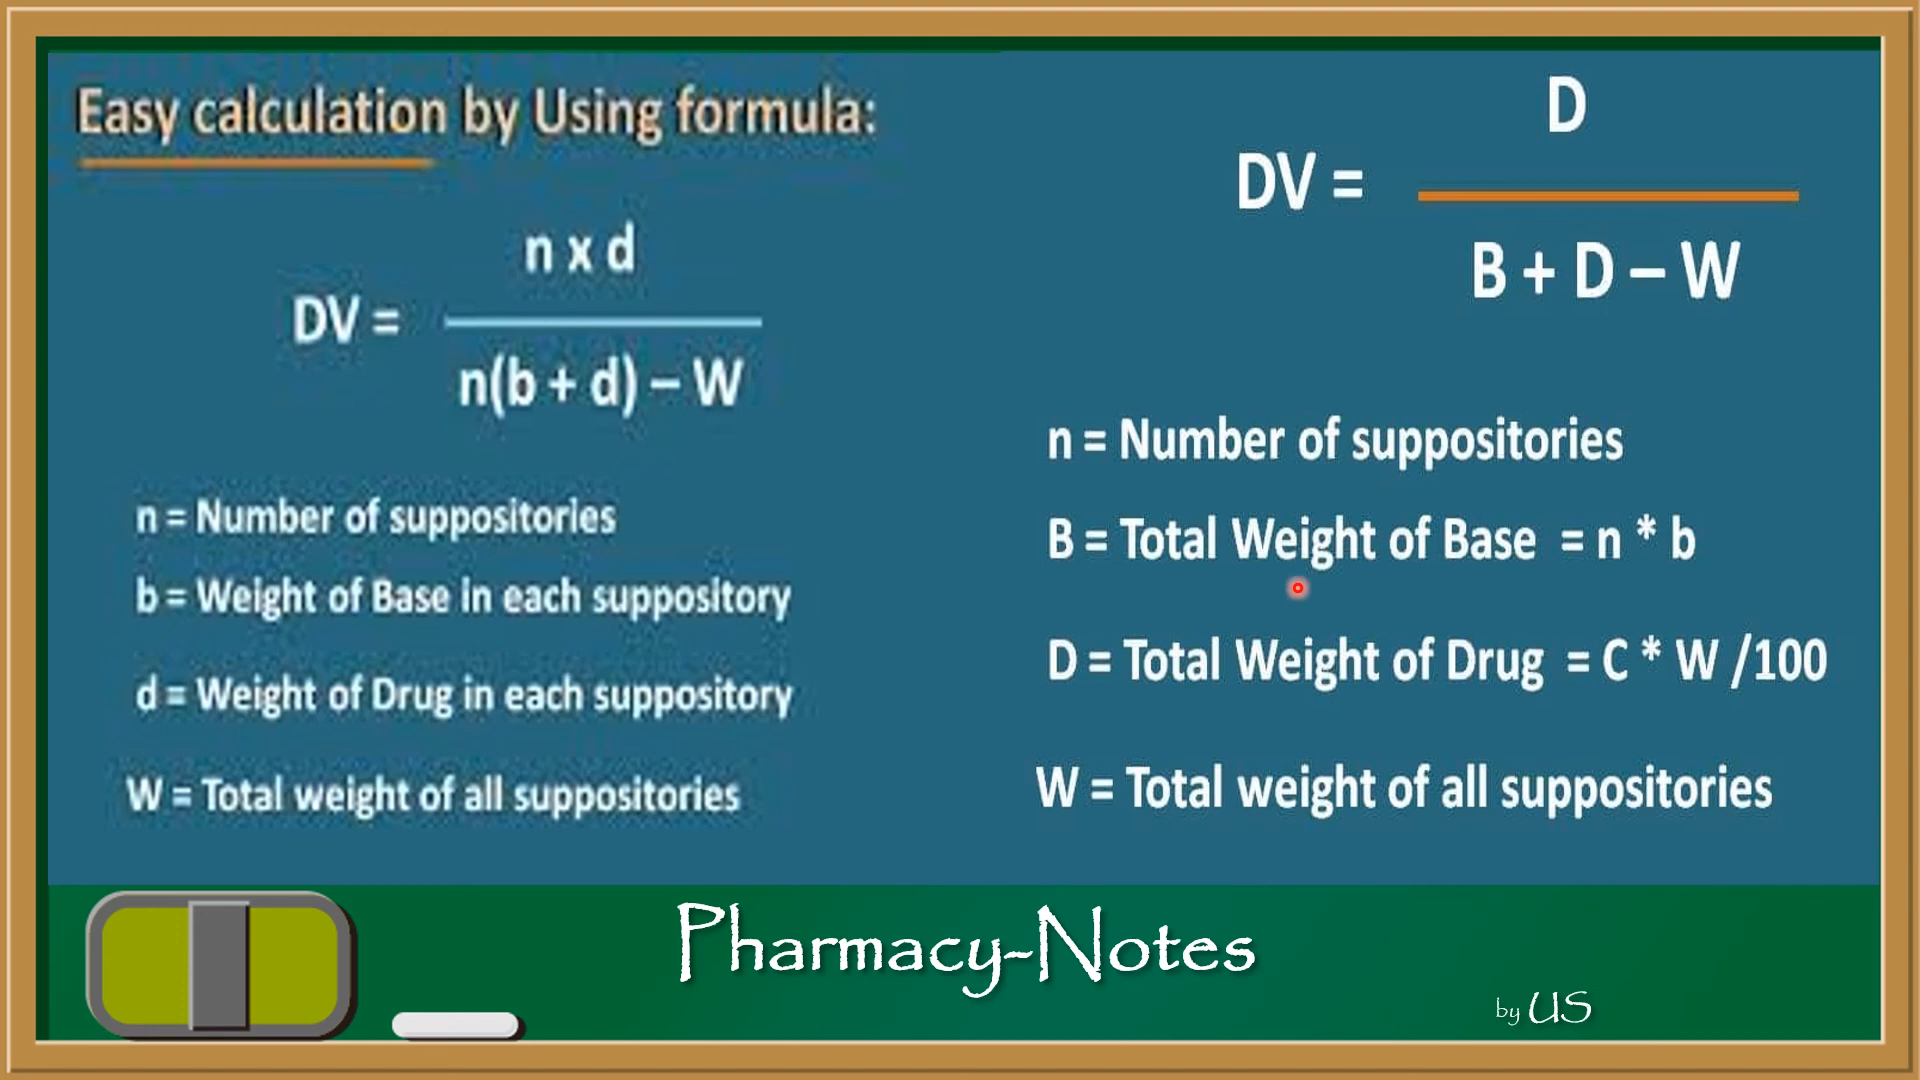 Easy calculation by Using formula:
DV =
n x d
n(b + d) – W
n = Number of suppositories
b = Weight of Base in each suppository
d = Weight of Drug in each suppository
W = Total weight of all suppositories
DV =
D
B + D – W
n = Number of suppositories
B = Total Weight of Base = n * b
D = Total Weight of Drug = C * W /100
W = Total weight of all suppositories
Pharmacy-Notes
by US